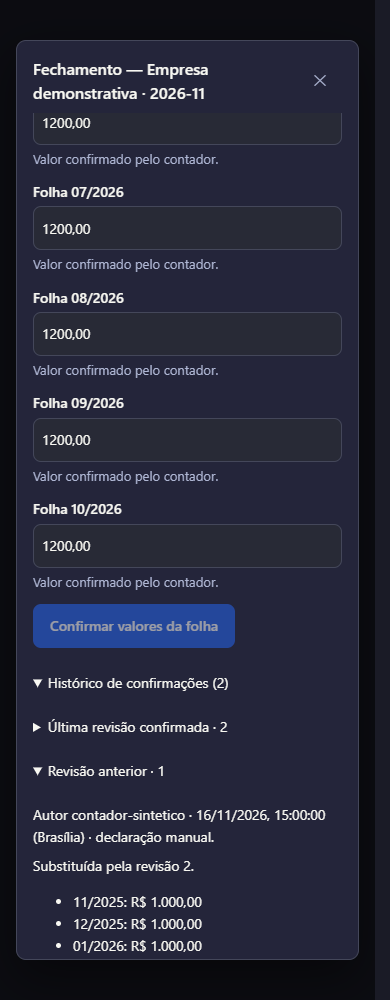 Fechamento — Empresa
demonstrativa · 2026-11
1200,00
Valor confirmado pelo contador.
Folha 07/2026
1200,00
Valor confirmado pelo contador.
Folha 08/2026
1200,00
Valor confirmado pelo contador.
Folha 09/2026
1200,00
Valor confirmado pelo contador.
Folha 10/2026
1200,00
Valor confirmado pelo contador.
Confirmar valores da folha
Histórico de confirmações (2)
Última revisão confirmada · 2
Revisão anterior · 1
Autor contador-sintetico · 16/11/2026, 15:00:00
(Brasília) · declaração manual.
Substituída pela revisão 2.
11/2025: R$ 1.000,00
12/2025: R$ 1.000,00
01/2026: R$ 1.000,00